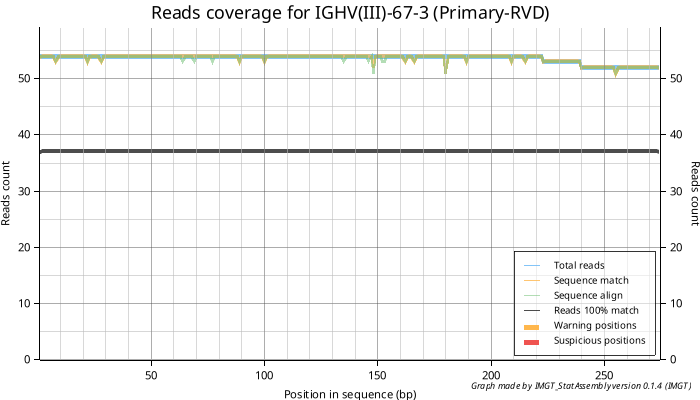 Reads coverage for IGHV(III)-67-3 (Primary-RVD)
Reads count
50
40
30
20
10
0
50
40
30
20
10
0
Reads count
50
100
150
200
250
Position in sequence (bp)
Total reads
Sequence match
Sequence align
Reads 100% match
Warning positions
Suspicious positions
Graph made by IMGT_StatAssembly version 0.1.4 (IMGT)